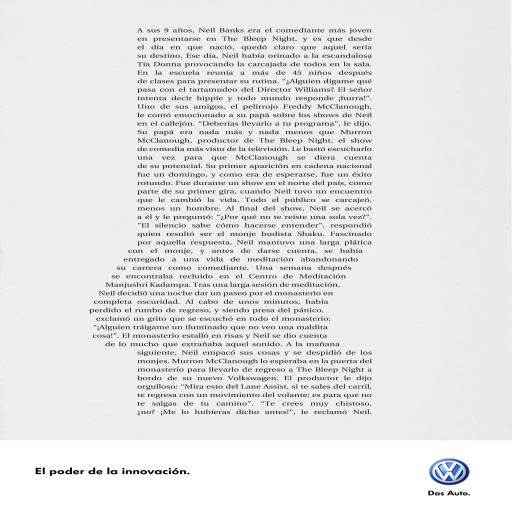 A sus 9 años, Neil Banks era el comediante más joven
en presentarse en The Bleep Night, y es que desde
el día en que nació, quedó claro que aquel sería
su destino. Ese día, Neil había orinado a la escandalosa
Tía Donna provocando la carcajada de todos en la sala.
En la escuela reunía a más de 45 niños después
de clases para presentar su rutina. "¿Alguien dígame qué
pasa con el tartamudeo del Director Williams? El señor
intenta decir hippie y todo mundo responde ¡hurra!".
Uno de sus amigos, el pelirrojo Freddy McClanough,
le contó emocionado a su papá sobre los shows de Neil
en el callejón. "Deberías llevarlo a tu programa", le dijo.
Su papá era nada más y nada menos que Murron
McClanough, productor de The Bleep Night, el show
de comedia más visto de la televisión. Le bastó escucharlo
una vez para que McClanough se diera cuenta
de su potencial. Su primer aparición en cadena nacional
fue un domingo, y como era de esperarse, fue un éxito
rotundo. Fue durante un show en el norte del país, como
parte de su primer gira, cuando Neil tuvo un encuentro
que le cambió la vida. Todo el público se carcajeó,
menos un hombre. Al final del show, Neil se acercó
a él y le preguntó: "¿Por qué no te reíste una sola vez?".
"El silencio sabe cómo hacerse entender", respondió
quien resultó ser el monje budista Shaku. Fascinado
por aquella respuesta, Neil mantuvo una larga plática
con el monje, y antes de darse cuenta, se había
entregado a una vida de meditación abandonando
su carrera como comediante. Una semana después
se encontraba recluido en el Centro de Meditación
Manjushri Kadampa. Tras una larga sesión de meditación,
Neil decidió una noche dar un paseo por el monasterio en
completa oscuridad. Al cabo de unos minutos, había
perdido el rumbo de regreso, y siendo presa del pánico,
exclamó un grito que se escuchó en todo el monasterio;
"¡Alguien tráigame un iluminado que no veo una maldita
cosa!". El monasterio estalló en risas y Neil se dio cuenta
de lo mucho que extrañaba aquel sonido. A la mañana
siguiente, Neil empacó sus cosas y se despidió de los
monjes. Murron McClanough lo esperaba en la puerta del
monasterio para llevarlo de regreso a The Bleep Night a
bordo de su nuevo Volkswagen. El productor le dijo
orgulloso: "Mira esto del Lane Assist, si te sales del carril,
te regresa con un movimiento del volante; es para que no
te salgas de tu camino". "Te crees muy chistoso,
¿no? ¡Me lo hubieras dicho antes!", le reclamó Neil.
El poder de la innovación.
Das Auto.